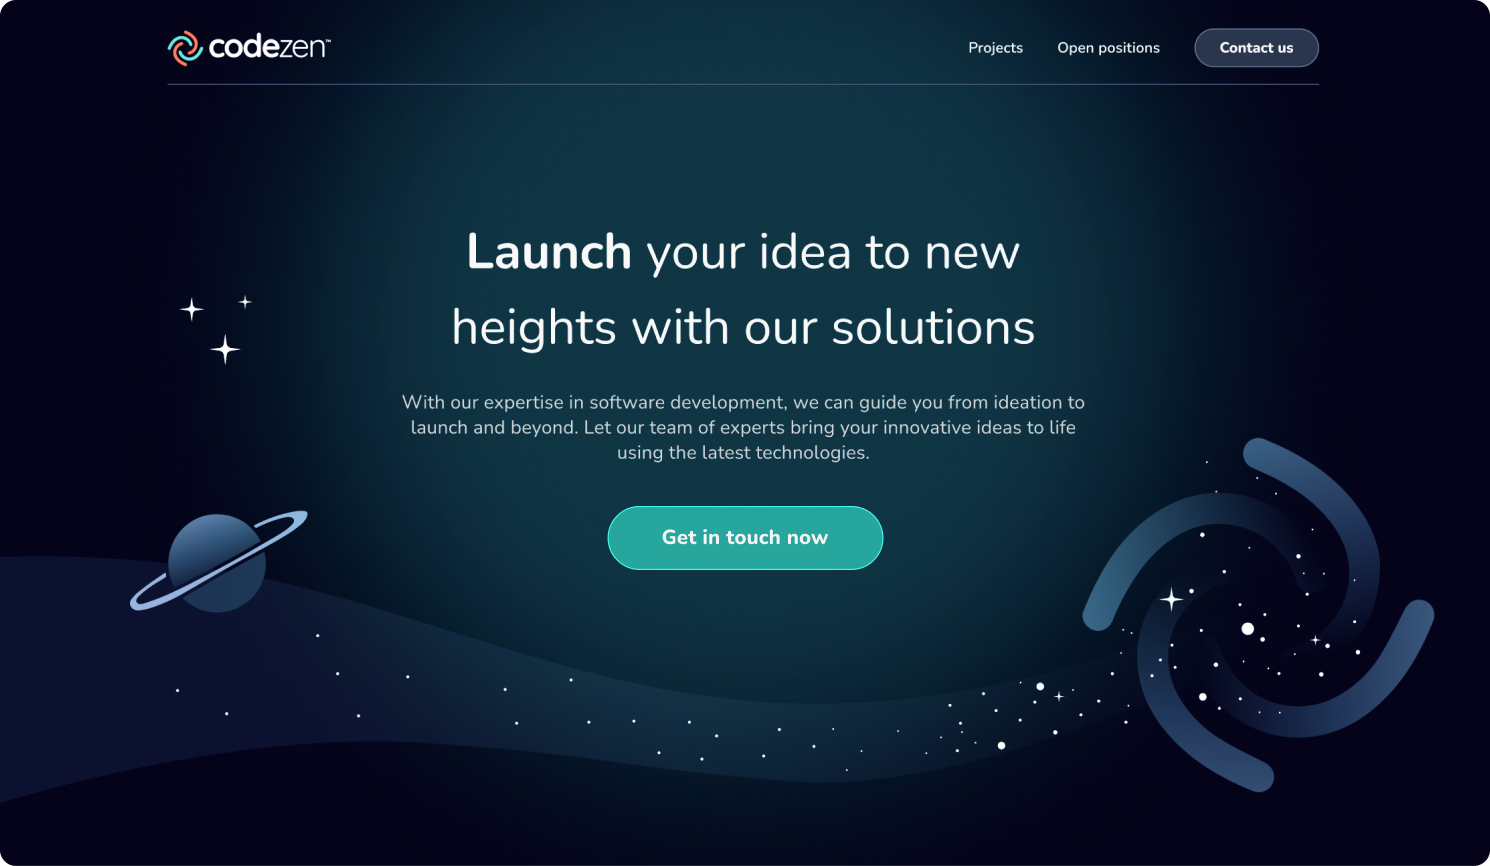 codezen™
Projects
Open positions
Contact us
Launch your idea to new
heights with our solutions
With our expertise in software development, we can guide you from ideation to
launch and beyond. Let our team of experts bring your innovative ideas to life
using the latest technologies.
Get in touch now